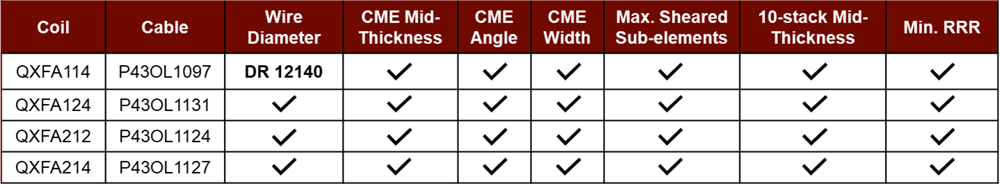 Coil Cable Wire Diameter CME Mid-Thickness CME Angle CME Width Max. Sheared Sub-elements 10-stack Mid-Thickness Min. RRR
QXFA114 P43OL1097 DR 12140 ✓ ✓ ✓ ✓ ✓ ✓
QXFA124 P43OL1131 ✓ ✓ ✓ ✓ ✓ ✓ ✓
QXFA212 P43OL1124 ✓ ✓ ✓ ✓ ✓ ✓ ✓
QXFA214 P43OL1127 ✓ ✓ ✓ ✓ ✓ ✓ ✓